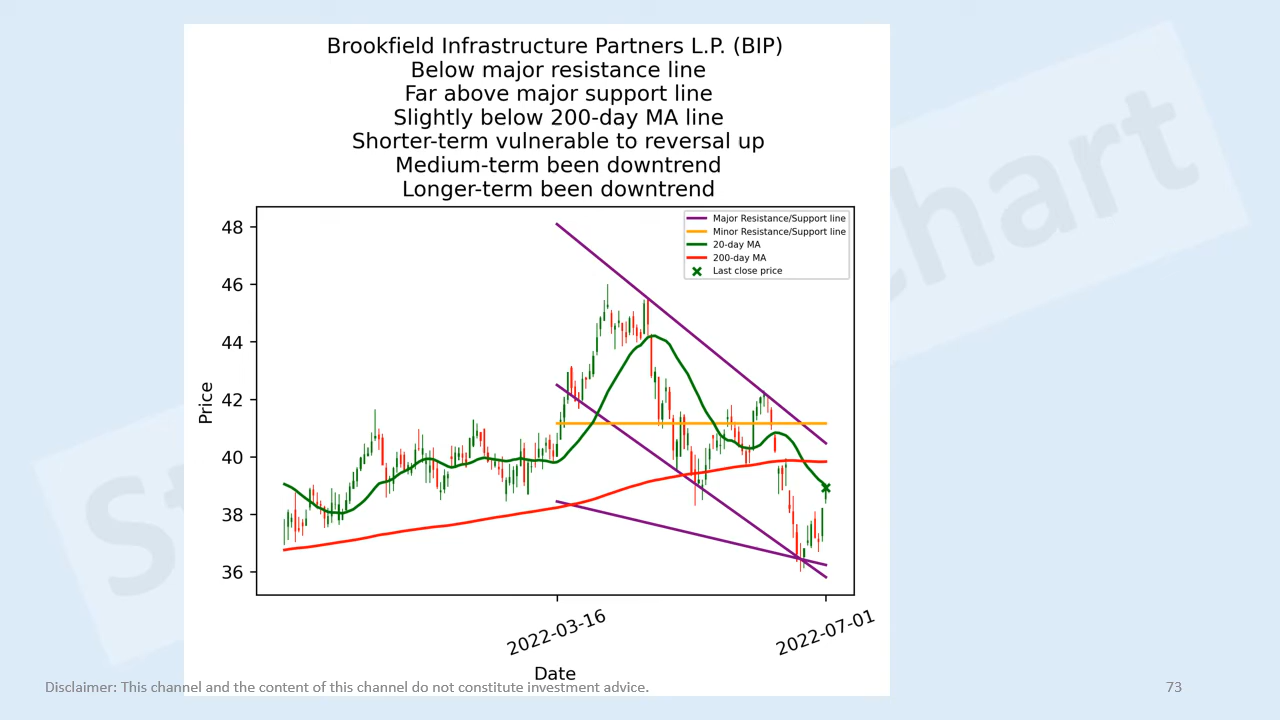 Brookfield Infrastructure Partners L.P. (BIP)
Below major resistance line
Far above major support line
Slightly below 200-day MA line
Shorter-term vulnerable to reversal up
Medium-term been downtrend
Longer-term been downtrend
Major Resistance/Support line
Minor Resistance/Support line
20-day MA
200-day MA
Last close price
48
46
44
42
40
38
36
Price
2022-03-16
2022-07-01
Date
Disclaimer: This channel and the content of this channel do not constitute investment advice.
73